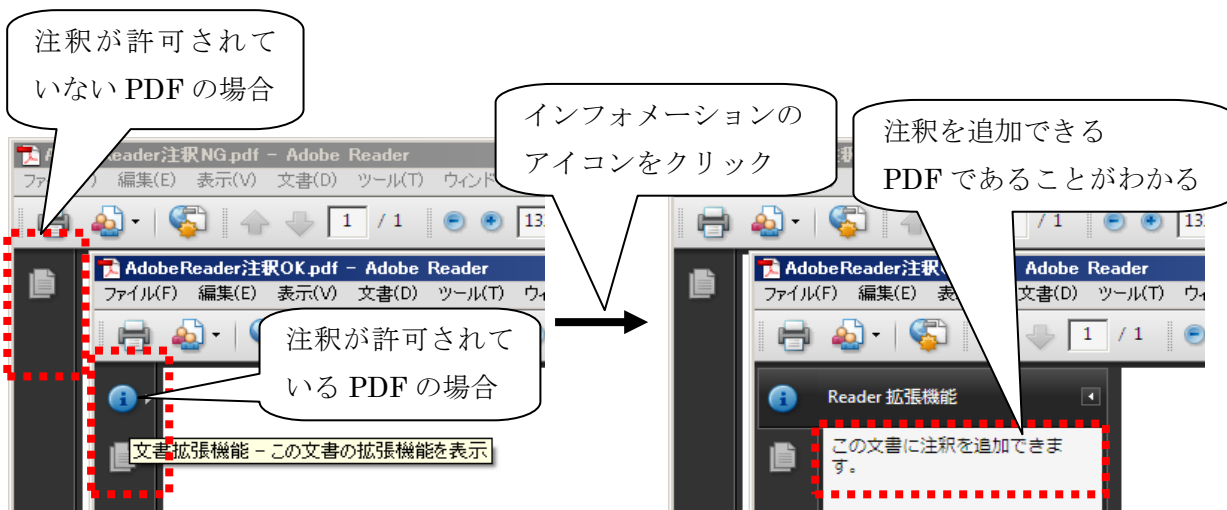 注釈が許可されて
いない PDF の場合
インフォメーションの
アイコンをクリック
注釈を追加できる
PDF であることがわかる
eader注釈NG.pdf - Adobe Reader
編集(E) 表示(V) 文書(D) ツール(T)
1 / 1
AdobeReader注釈OK.pdf - Adobe Reader
ファイル(F) 編集(E) 表示(V) 文書(D) ツール(T)
注釈が許可されて
いる PDF の場合
文書拡張機能 - この文書の拡張機能を表示
/ 1
AdobeReader注釈 Adobe Reader
ファイル(F) 編集(E) 文書(D) ツール(T)
1 / 1
Reader 拡張機能
この文書に注釈を追加できま
す。